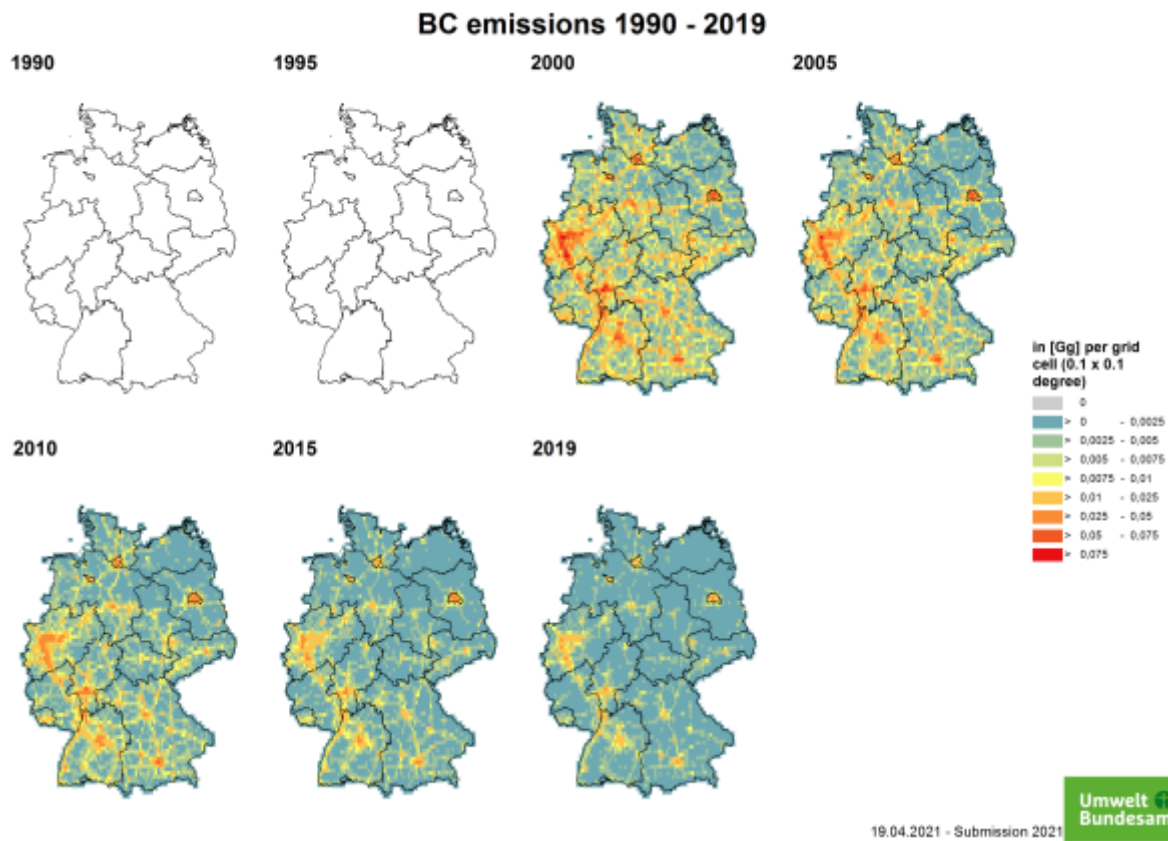 BC emissions 1990 - 2019
1990
1995
2000
2005
in [Gg] per grid
cell (0.1 x 0.1
degree)
0
> 0 - 0,0025
> 0,0025 - 0,005
> 0,005 - 0,0075
> 0,0075 - 0,01
> 0,01 - 0,025
> 0,025 - 0,05
> 0,05 - 0,075
> 0,075
2010
2015
2019
Umwelt
Bundesam
19.04.2021 - Submission 2021